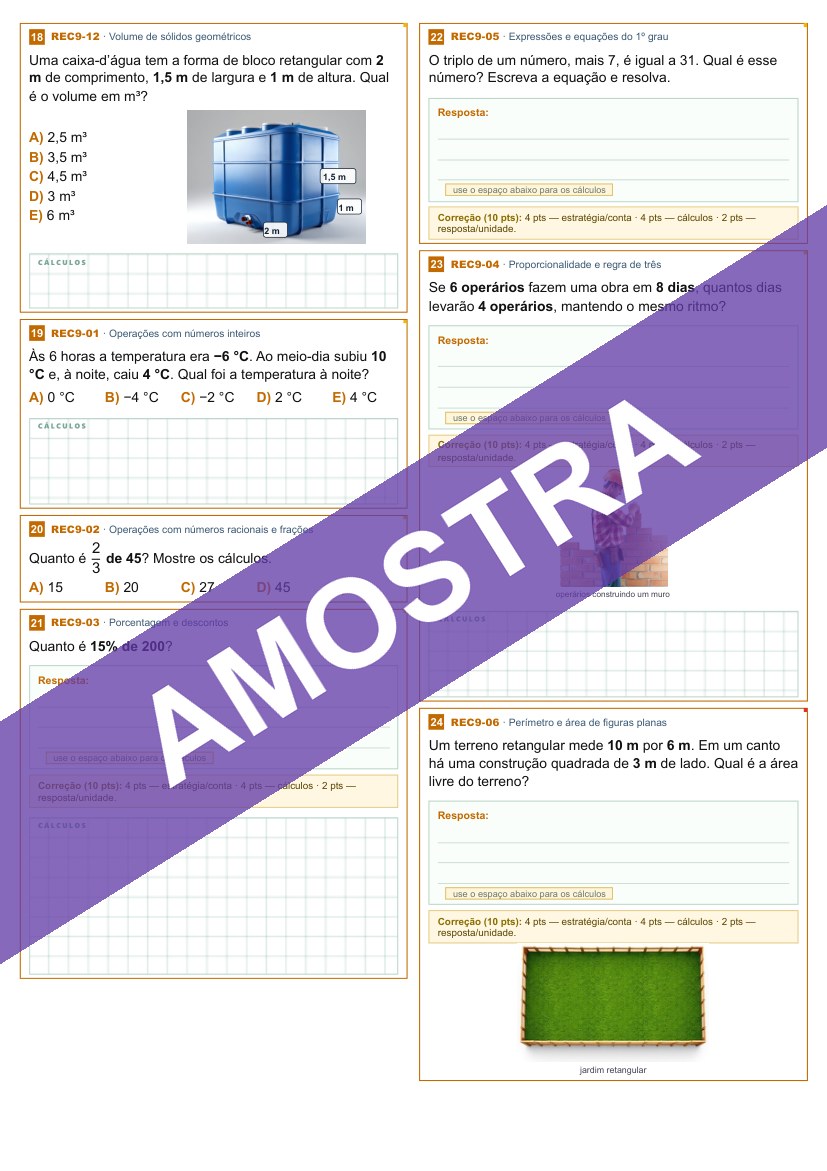 18 REC9-12 · Volume de sólidos geométricos
Uma caixa-d’água tem a forma de bloco retangular com 2
m de comprimento, 1,5 m de largura e 1 m de altura. Qual
é o volume em m³?
A) 2,5 m³
B) 3,5 m³
C) 4,5 m³
D) 3 m³
E) 6 m³
1,5 m
1 m
2 m
CÁLCULOS
19 REC9-01 · Operações com números inteiros
Às 6 horas a temperatura era −6 °C. Ao meio-dia subiu 10
°C e, à noite, caiu 4 °C. Qual foi a temperatura à noite?
A) 0 °C B) −4 °C C) −2 °C D) 2 °C E) 4 °C
CÁLCULOS
20 REC9-02 · Operações com números racionais e frações
Quanto é 2/3 de 45? Mostre os cálculos.
A) 15 B) 20 C) 27 D) 45
21 REC9-03 · Porcentagem e descontos
Quanto é 15% de 200?
Resposta:
use o espaço abaixo para os cálculos
Correção (10 pts): 4 pts — estratégia/conta · 4 pts — cálculos · 2 pts —
resposta/unidade.
CÁLCULOS
22 REC9-05 · Expressões e equações do 1º grau
O triplo de um número, mais 7, é igual a 31. Qual é esse
número? Escreva a equação e resolva.
Resposta:
use o espaço abaixo para os cálculos
Correção (10 pts): 4 pts — estratégia/conta · 4 pts — cálculos · 2 pts —
resposta/unidade.
23 REC9-04 · Proporcionalidade e regra de três
Se 6 operários fazem uma obra em 8 dias, quantos dias
levarão 4 operários, mantendo o mesmo ritmo?
Resposta:
use o espaço abaixo para os cálculos
Correção (10 pts): 4 pts — estratégia/conta · 4 pts — cálculos · 2 pts —
resposta/unidade.
operário construindo um muro
CÁLCULOS
24 REC9-06 · Perímetro e área de figuras planas
Um terreno retangular mede 10 m por 6 m. Em um canto
há uma construção quadrada de 3 m de lado. Qual é a área
livre do terreno?
Resposta:
use o espaço abaixo para os cálculos
Correção (10 pts): 4 pts — estratégia/conta · 4 pts — cálculos · 2 pts —
resposta/unidade.
jardim retangular
AMOSTRA